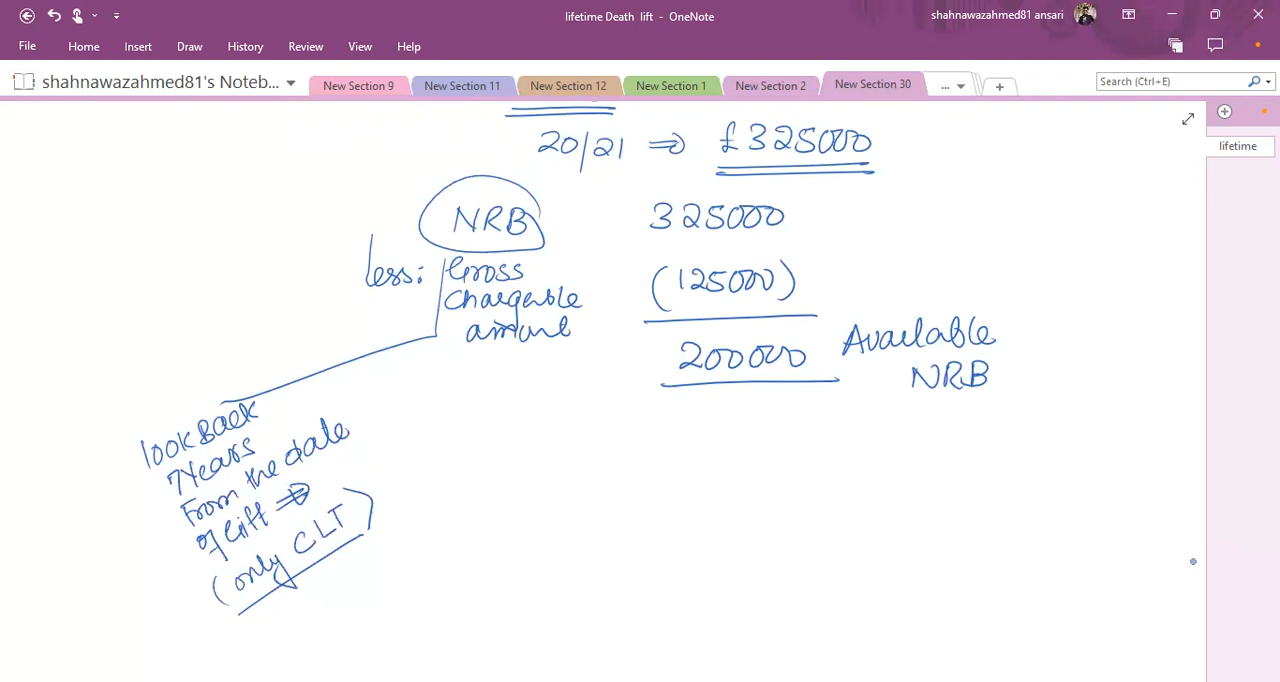 lifetime Death lift - OneNote
shahnawazahmed81 ansari
File Home Insert Draw History Review View Help
shahnawazahmed81's Noteb...
New Section 9
New Section 11
New Section 12
New Section 1
New Section 2
New Section 30
...
Search (Ctrl+E)
lifetime
20/21 ⇒ £325000
NRB 325000
less: Gross
Chargeable
amount
(125000)
200000 Available
NRB
look Back
7 Years
From the date
of Gift ⇒
(only CLT)